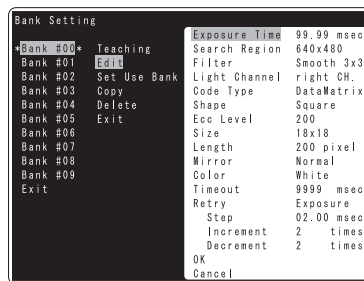 Bank Setting
*Bank #00*
Bank #01
Bank #02
Bank #03
Bank #04
Bank #05
Bank #06
Bank #07
Bank #08
Bank #09
Exit
Teaching
Edit
Set Use Bank
Copy
Delete
Exit
Exposure Time 99.99 msec
Search Region 640x480
Filter Smooth 3x3
Light Channel right CH.
Code Type DataMatrix
Shape Square
Ecc Level 200
Size 18x18
Length 200 pixel
Mirror Normal
Color White
Timeout 9999 msec
Retry Exposure
Step 02.00 msec
Increment 2 times
Decrement 2 times
OK
Cancel